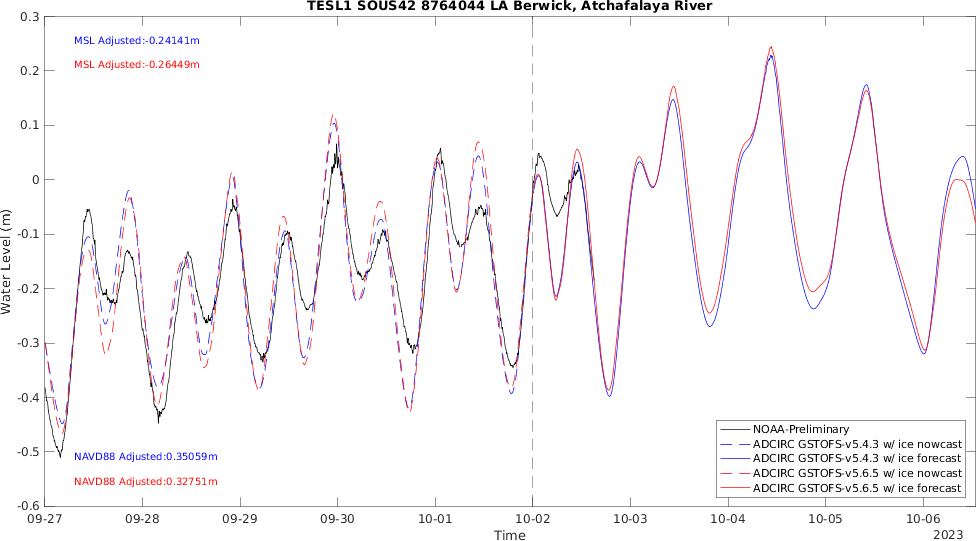 TESL1 SOUS42 8764044 LA Berwick, Atchafalaya River
MSL Adjusted:-0.24141m
MSL Adjusted:-0.26449m
NAVD88 Adjusted:0.35059m
NAVD88 Adjusted:0.32751m
Water Level (m)
0.3
0.2
0.1
0
-0.1
-0.2
-0.3
-0.4
-0.5
-0.6
NOAA-Preliminary
ADCIRC GSTOFS-v5.4.3 w/ ice nowcast
ADCIRC GSTOFS-v5.4.3 w/ ice forecast
ADCIRC GSTOFS-v5.6.5 w/ ice nowcast
ADCIRC GSTOFS-v5.6.5 w/ ice forecast
09-27 09-28 09-29 09-30 10-01 10-02 10-03 10-04 10-05 10-06
Time
2023